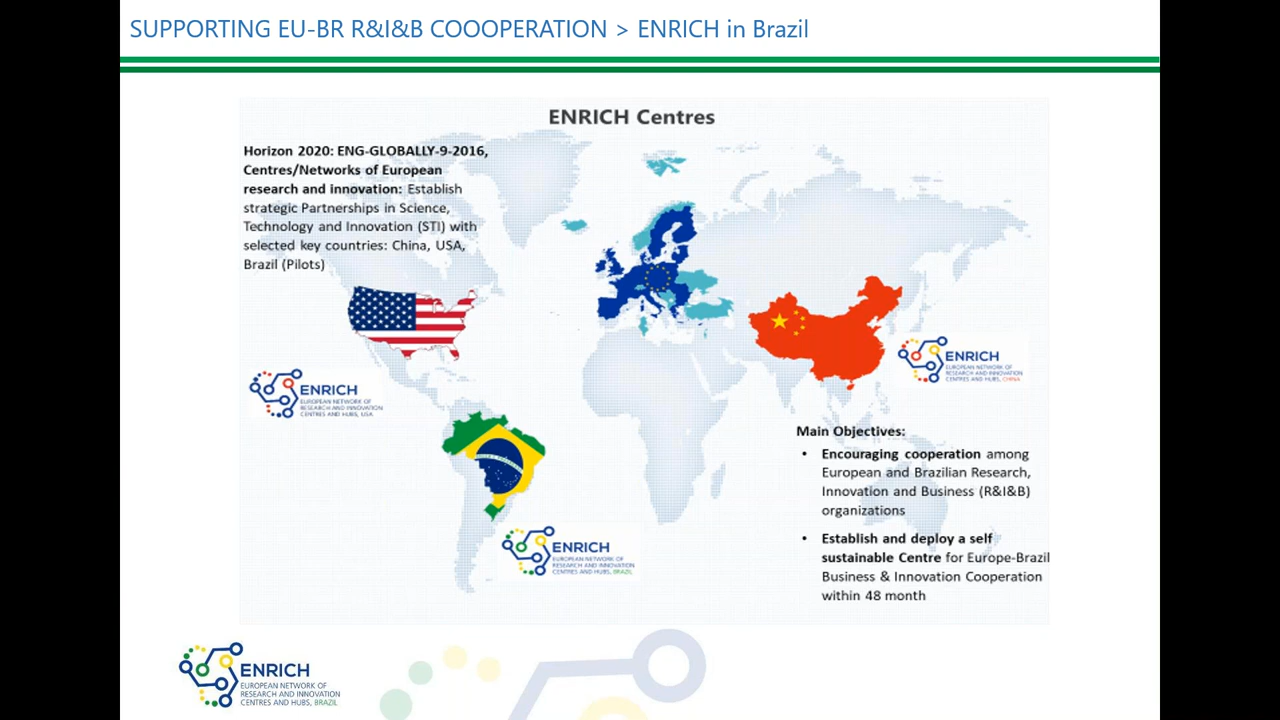 SUPPORTING EU-BR R&I&B COOOPERATION > ENRICH in Brazil
ENRICH Centres
Horizon 2020: ENG-GLOBALLY-9-2016,
Centres/Networks of European
research and innovation: Establish
strategic Partnerships in Science,
Technology and Innovation (STI) with
selected key countries: China, USA,
Brazil (Pilots)
ENRICH
EUROPEAN NETWORK OF
RESEARCH AND INNOVATION
CENTRES AND HUBS, USA
ENRICH
EUROPEAN NETWORK OF
RESEARCH AND INNOVATION
CENTRES AND HUBS, CHINA
ENRICH
EUROPEAN NETWORK OF
RESEARCH AND INNOVATION
CENTRES AND HUBS, BRAZIL
Main Objectives:
• Encouraging cooperation among
European and Brazilian Research,
Innovation and Business (R&I&B)
organizations
• Establish and deploy a self
sustainable Centre for Europe-Brazil
Business & Innovation Cooperation
within 48 month
ENRICH
EUROPEAN NETWORK OF
RESEARCH AND INNOVATION
CENTRES AND HUBS, BRAZIL